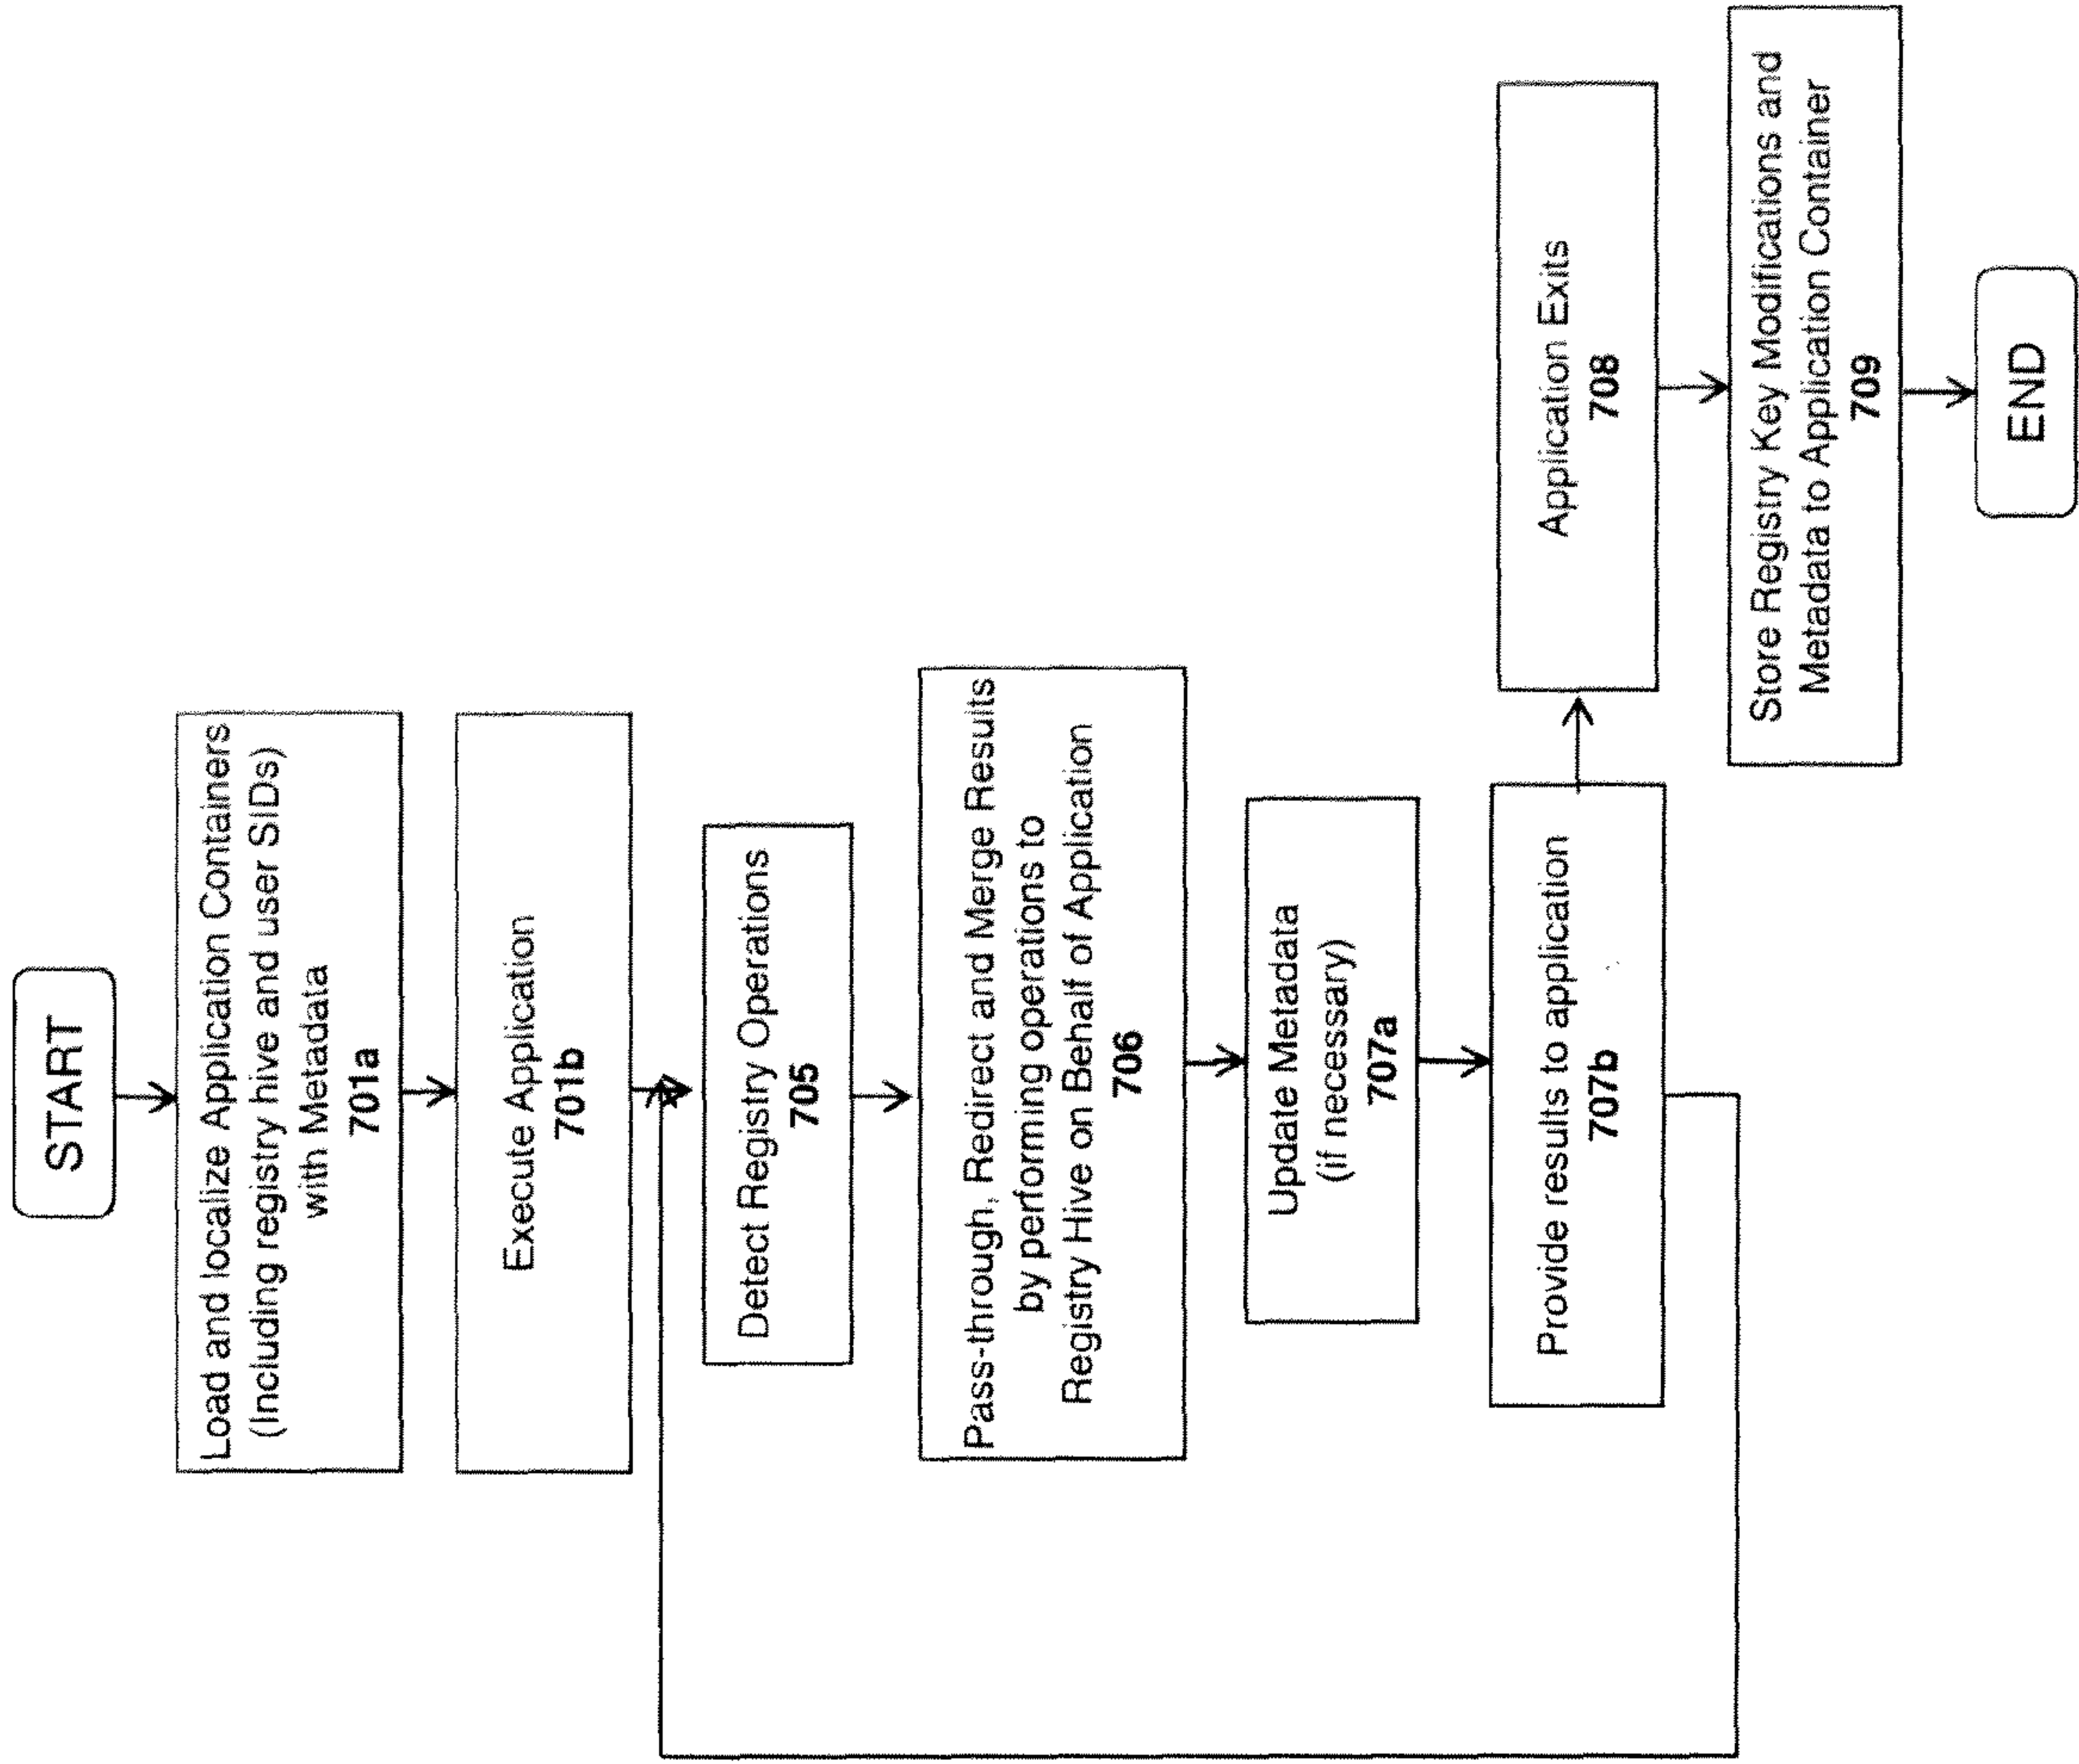 START
Load and localize Application Containers
(Including registry hive and user SIDs)
with Metadata
701a
Execute Application
701b
Detect Registry Operations
705
Pass-through, Redirect and Merge Results
by performing operations to
Registry Hive on Behalf of Application
706
Update Metadata
(if necessary)
707a
Provide results to application
707b
Application Exits
708
Store Registry Key Modifications and
Metadata to Application Container
709
END